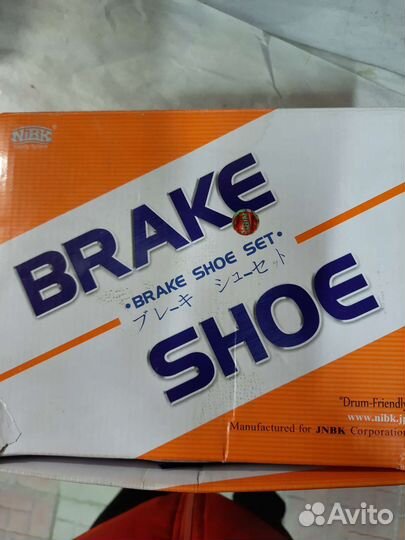 NiBK
BRAKE
• BRAKE SHOE SET •
ブレーキ シューセット
SHOE
"Drum-Friendly
www.nibk.jp
Manufactured for JNBK Corporation
Avito